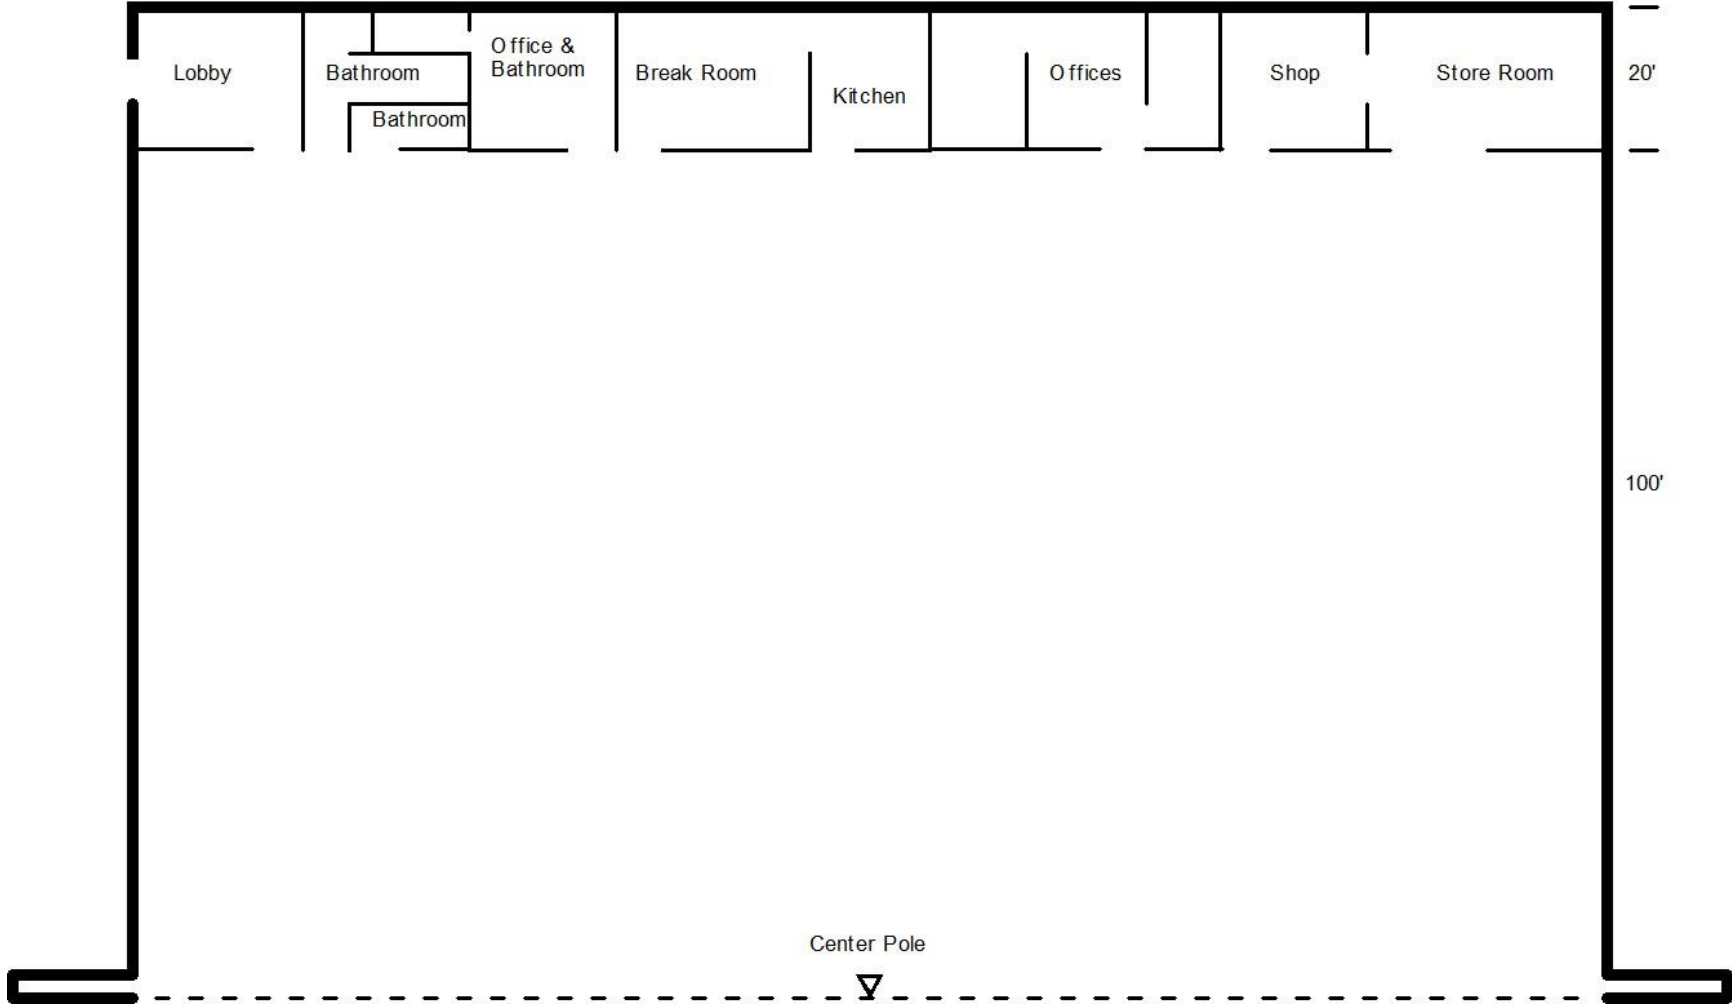 Lobby
Bathroom
Bathroom
Office &
Bathroom
Break Room
Kitchen
Offices
Shop
Store Room
20'
100'
Center Pole